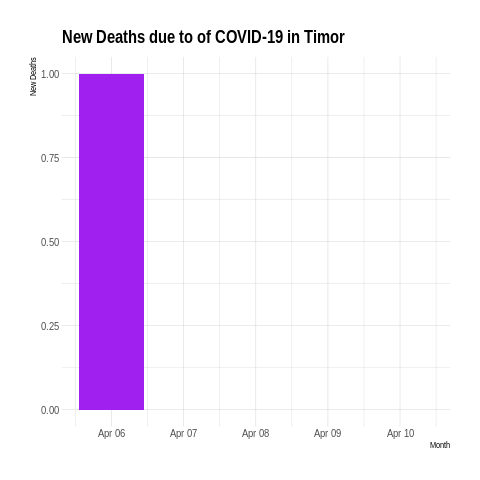 New Deaths due to of COVID-19 in Timor
New Deaths
1.00
0.75
0.50
0.25
0.00
Apr 06 Apr 07 Apr 08 Apr 09 Apr 10
Month